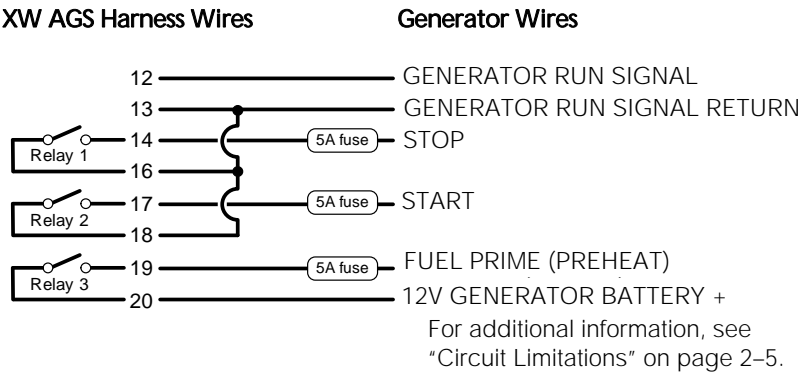 XW AGS Harness Wires Generator Wires
12 GENERATOR RUN SIGNAL
13 GENERATOR RUN SIGNAL RETURN
14 5A fuse STOP
Relay 1
16
17 5A fuse START
Relay 2
18
19 5A fuse FUEL PRIME (PREHEAT)
Relay 3
20 12V GENERATOR BATTERY +
For additional information, see
“Circuit Limitations” on page 2–5.